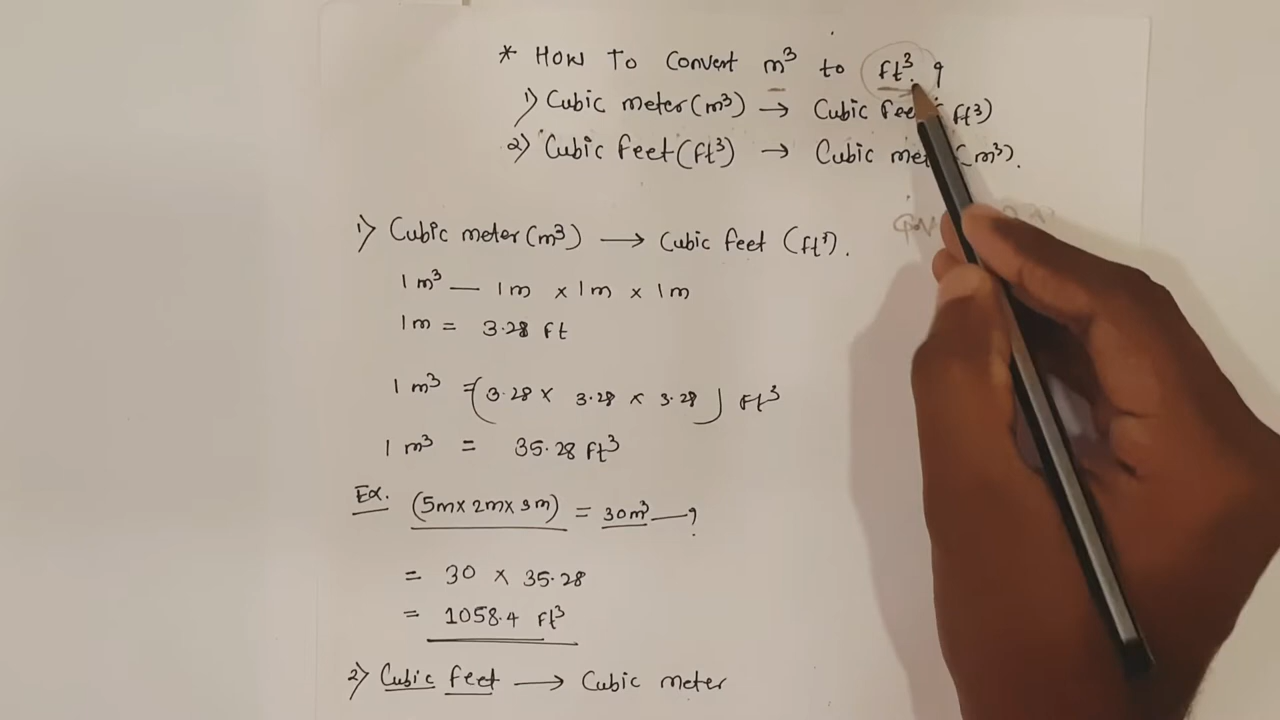 * How To Convert m³ to ft³ ?
1) Cubic meter (m³) → Cubic feet (ft³)
2) Cubic feet (ft³) → Cubic met (m³).
1) Cubic meter (m³) → Cubic feet (ft³).
1 m³ — 1m x 1m x 1m
1m = 3.28 ft
1 m³ = (3.28 x 3.28 x 3.28) ft³
1 m³ = 35.28 ft³
Ex. (5m x 2m x 3m) = 30m³ — ?
= 30 x 35.28
= 1058.4 ft³
2) Cubic feet → Cubic meter